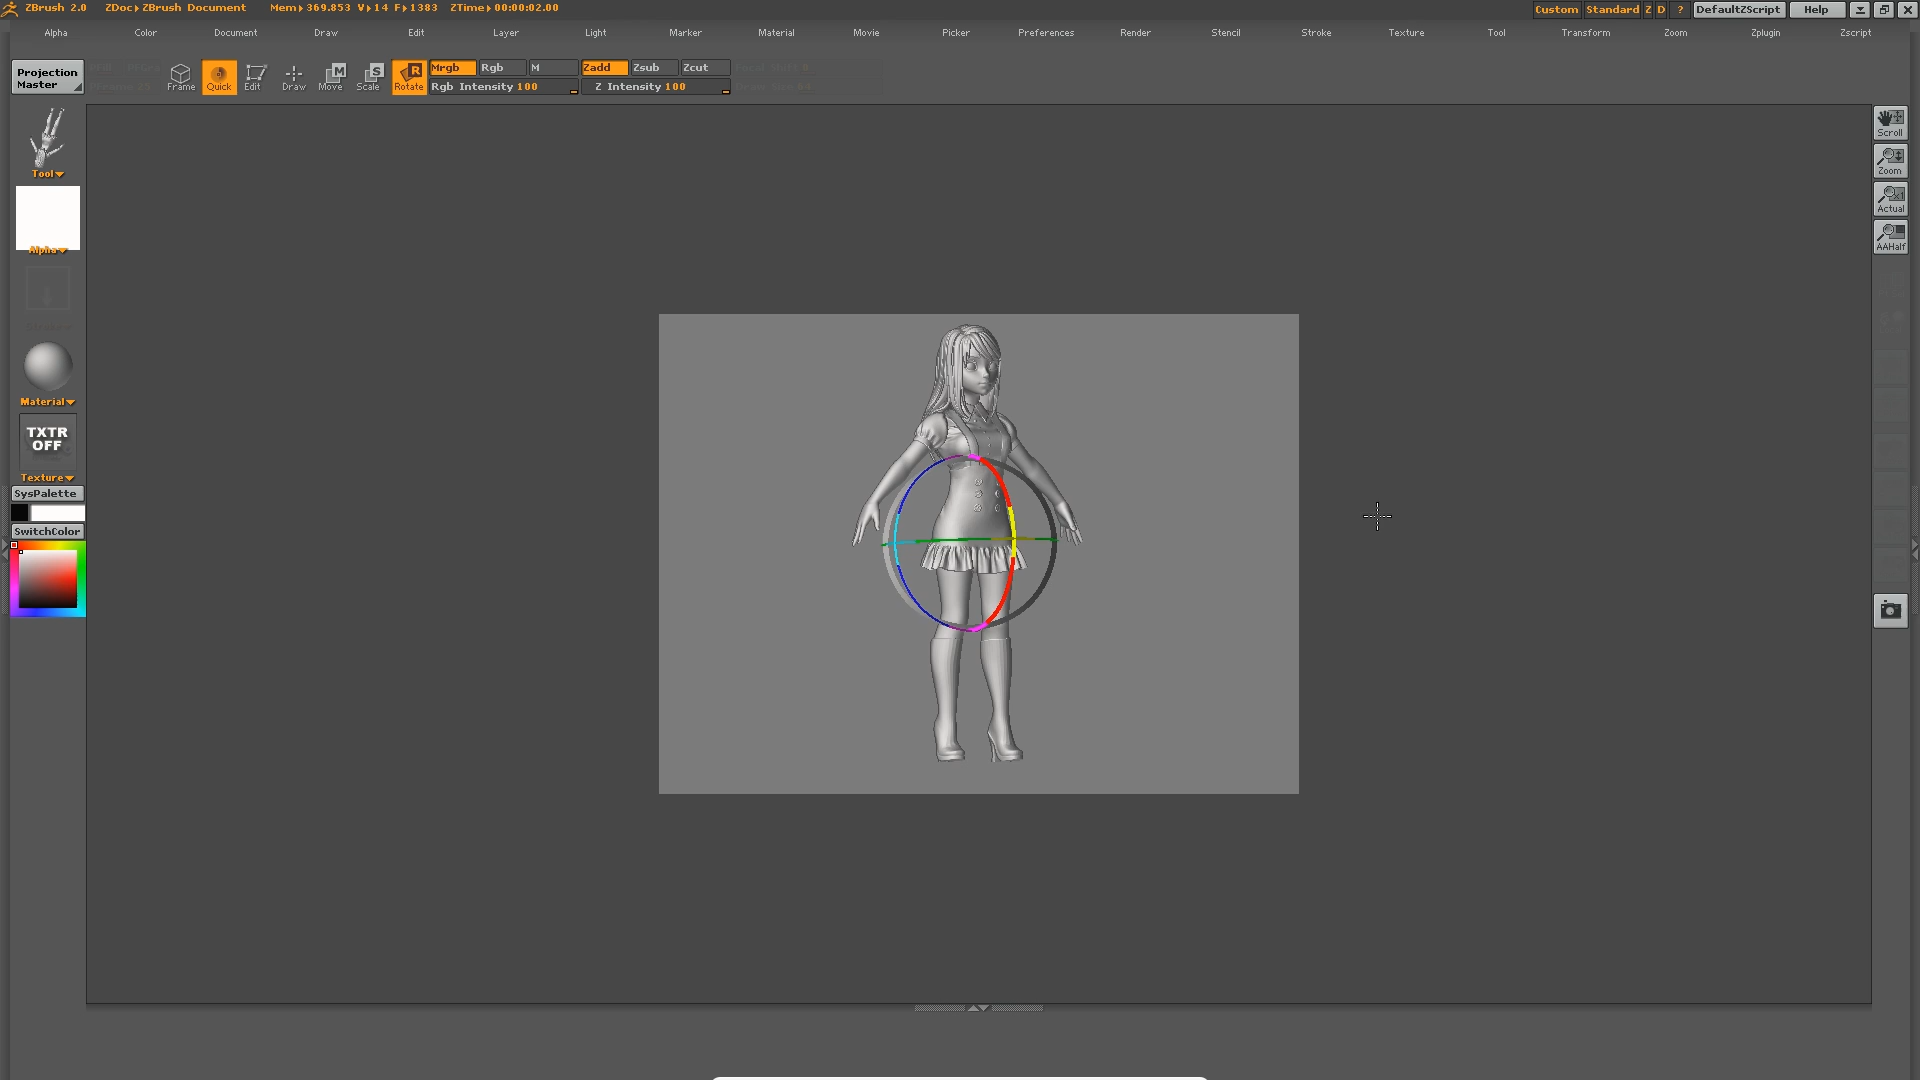 ZBrush 2.0 ZDoc ZBrush Document Mem 369.853 V 14 F 1383 ZTime 00:00:02.00 Custom Standard Z D ? DefaultZScript Help
Alpha Color Document Draw Edit Layer Light Marker Material Movie Picker Preferences Render Stencil Stroke Texture Tool Transform Zoom Zplugin Zscript
Projection
Master
Frame
Quick
Edit
Draw
Move
Scale
Rotate
Mrgb Rgb M Zadd Zsub Zcut
Rgb Intensity 100 Z Intensity 100
Tool
Alpha
Material
TXTR
OFF
Texture
SysPalette
SwitchColor
Scroll
Zoom
Actual
AAHalf